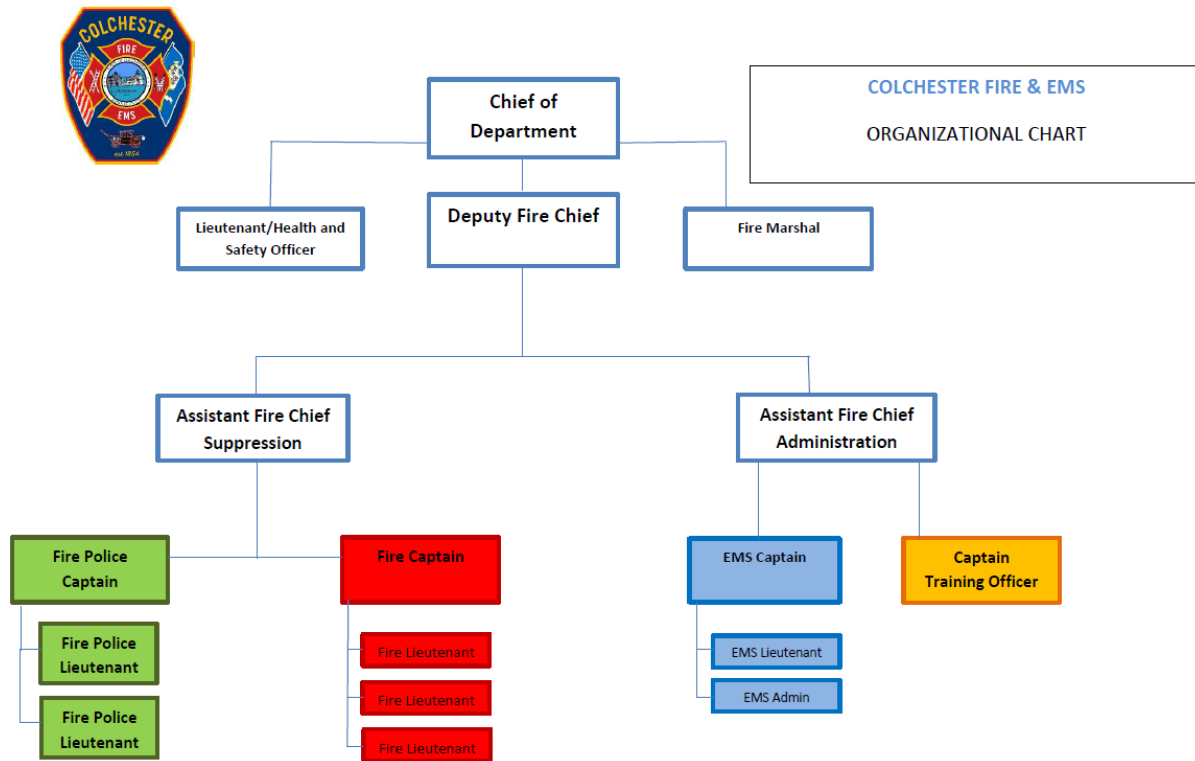 COLCHESTER
FIRE
EMS
est 1854
Chief of
Department
COLCHESTER FIRE & EMS
ORGANIZATIONAL CHART
Lieutenant/Health and
Safety Officer
Deputy Fire Chief
Fire Marshal
Assistant Fire Chief
Suppression
Assistant Fire Chief
Administration
Fire Police
Captain
Fire Captain
EMS Captain
Captain
Training Officer
Fire Police
Lieutenant
Fire Police
Lieutenant
Fire Lieutenant
Fire Lieutenant
Fire Lieutenant
EMS Lieutenant
EMS Admin